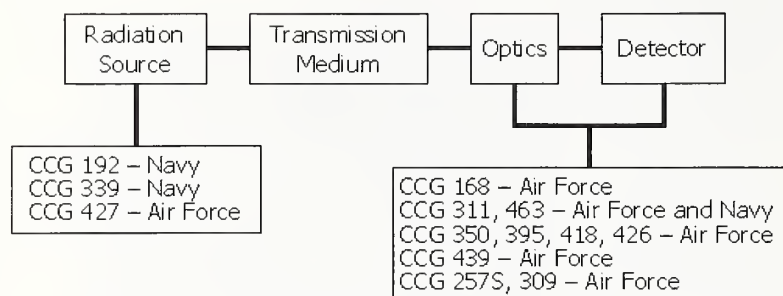 Radiation
Source
Transmission
Medium
Optics
Detector
CCG 192 – Navy
CCG 339 – Navy
CCG 427 – Air Force
CCG 168 – Air Force
CCG 311, 463 – Air Force and Navy
CCG 350, 395, 418, 426 – Air Force
CCG 439 – Air Force
CCG 257S, 309 – Air Force